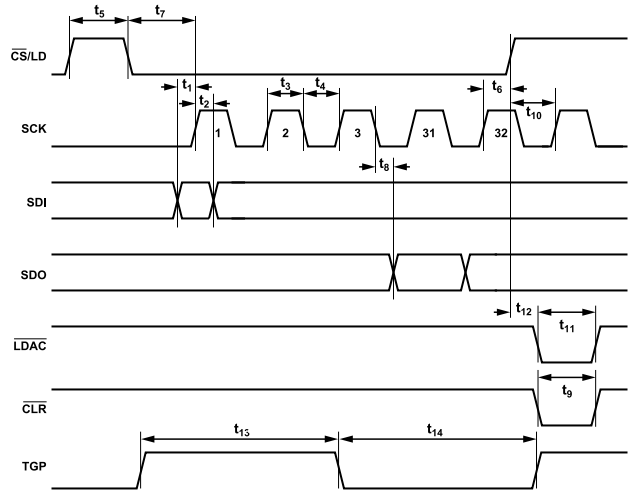 t5 t7
CS/LD
t1 t3 t4 t6
t2 t10
SCK 1 2 3 31 32
t8
SDI
SDO
t12 t11
LDAC
t9
CLR
t13 t14
TGP